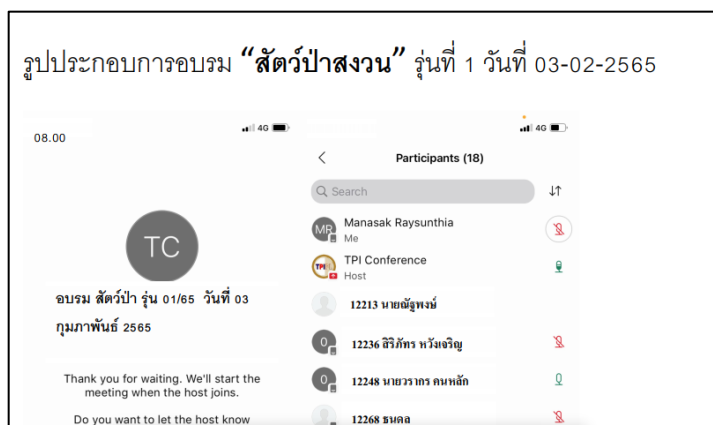 รูปประกอบการอบรม “สัตว์ป่าสงวน” รุ่นที่ 1 วันที่ 03-02-2565
08.00
4G
TC
อบรม สัตว์ป่า รุ่น 01/65 วันที่ 03
กุมภาพันธ์ 2565
Thank you for waiting. We'll start the
meeting when the host joins.
Do you want to let the host know
4G
Participants (18)
Search
MR
Manasak Raysunthia
Me
TPI Conference
Host
12213 นายณัฐพงษ์
0
12236 สิริภัทร หวังเจริญ
0
12248 นายวรากร คนหลัก
12268 ธนดล